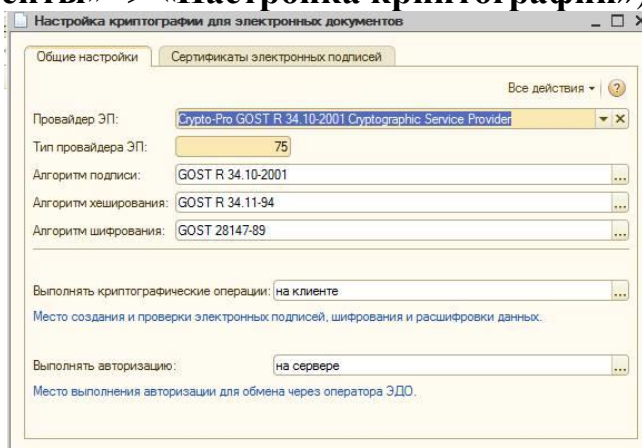 енты» -> «Настройка криптографии»)
Настройка криптографии для электронных документов
Общие настройки Сертификаты электронных подписей
Все действия
Провайдер ЭП: Crypto-Pro GOST R 34.10-2001 Cryptographic Service Provider
Тип провайдера ЭП: 75
Алгоритм подписи: GOST R 34.10-2001 ...
Алгоритм хеширования: GOST R 34.11-94 ...
Алгоритм шифрования: GOST 28147-89 ...
Выполнять криптографические операции: на клиенте ...
Место создания и проверки электронных подписей, шифрования и расшифровки данных.
Выполнять авторизацию: на сервере ...
Место выполнения авторизации для обмена через оператора ЭДО.